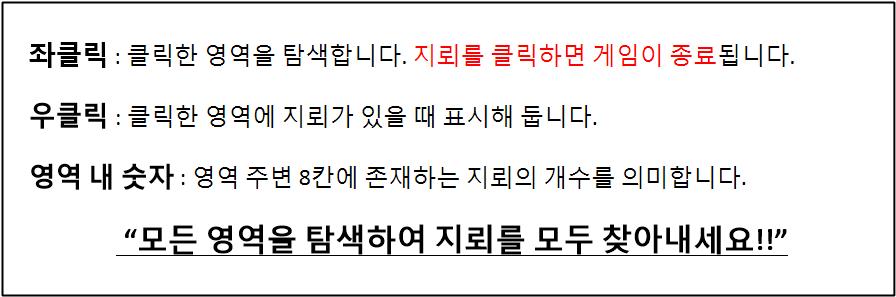 좌클릭 : 클릭한 영역을 탐색합니다. 지뢰를 클릭하면 게임이 종료됩니다.
우클릭 : 클릭한 영역에 지뢰가 있을 때 표시해 둡니다.
영역 내 숫자 : 영역 주변 8칸에 존재하는 지뢰의 개수를 의미합니다.
“모든 영역을 탐색하여 지뢰를 모두 찾아내세요!!”